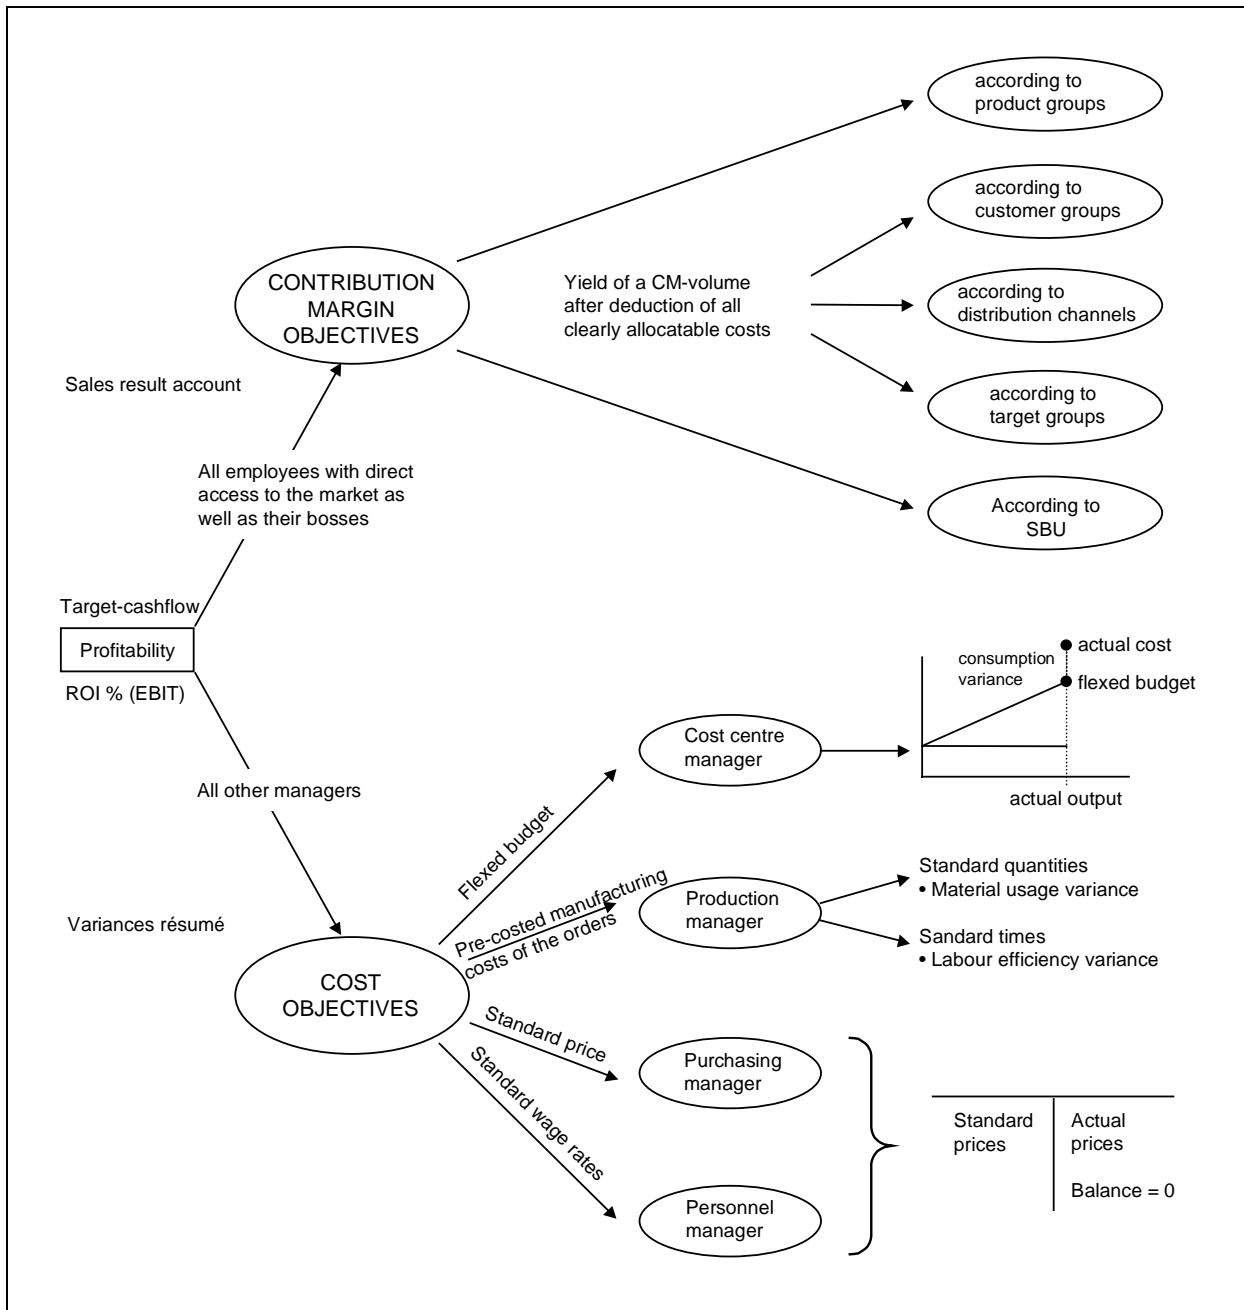 according to
product groups
according to
customer groups
CONTRIBUTION
MARGIN
OBJECTIVES
Yield of a CM-volume
after deduction of all
clearly allocatable costs
according to
distribution channels
according to
target groups
Sales result account
All employees with direct
access to the market as
well as their bosses
According to
SBU
Target-cashflow
Profitability
ROI % (EBIT)
consumption
variance
actual cost
flexed budget
actual output
Cost centre
manager
All other managers
Flexed budget
Variances résumé
Pre-costed manufacturing
costs of the orders
Production
manager
Standard quantities
• Material usage variance
Sandard times
• Labour efficiency variance
COST
OBJECTIVES
Standard price
Purchasing
manager
Standard wage rates
Personnel
manager
Standard
prices
Actual
prices
Balance = 0